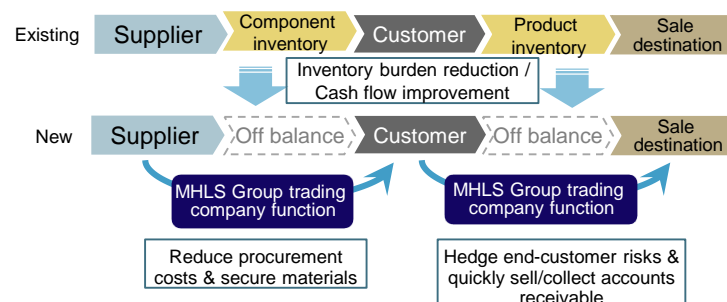 Existing
Supplier
Component
inventory
Customer
Product
inventory
Sale
destination
Inventory burden reduction /
Cash flow improvement
New
Supplier
Off balance
Customer
Off balance
Sale
destination
MHLS Group trading
company function
MHLS Group trading
company function
Reduce procurement
costs & secure materials
Hedge end-customer risks &
quickly sell/collect accounts
receivable